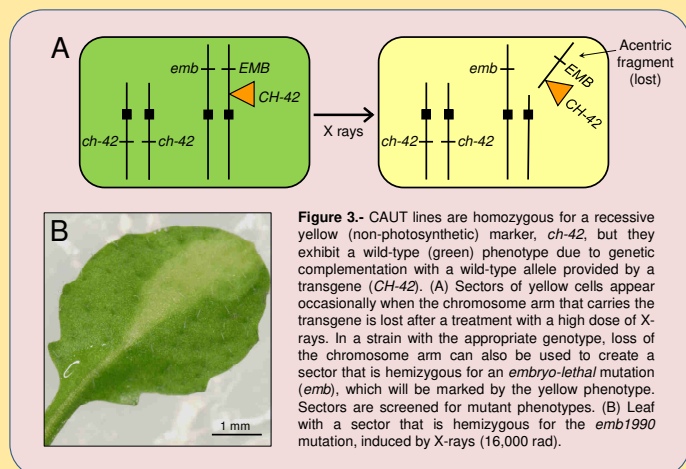 A
emb
EMB
CH-42
ch-42
ch-42
X rays
emb
EMB
CH-42
Acentric
fragment
(lost)
ch-42
ch-42
B
1 mm
Figure 3.- CAUT lines are homozygous for a recessive
yellow (non-photosynthetic) marker, ch-42, but they
exhibit a wild-type (green) phenotype due to genetic
complementation with a wild-type allele provided by a
transgene (CH-42). (A) Sectors of yellow cells appear
occasionally when the chromosome arm that carries the
transgene is lost after a treatment with a high dose of X-
rays. In a strain with the appropriate genotype, loss of
the chromosome arm can also be used to create a
sector that is hemizygous for an embryo-lethal mutation
(emb), which will be marked by the yellow phenotype.
Sectors are screened for mutant phenotypes. (B) Leaf
with a sector that is hemizygous for the emb1990
mutation, induced by X-rays (16,000 rad).